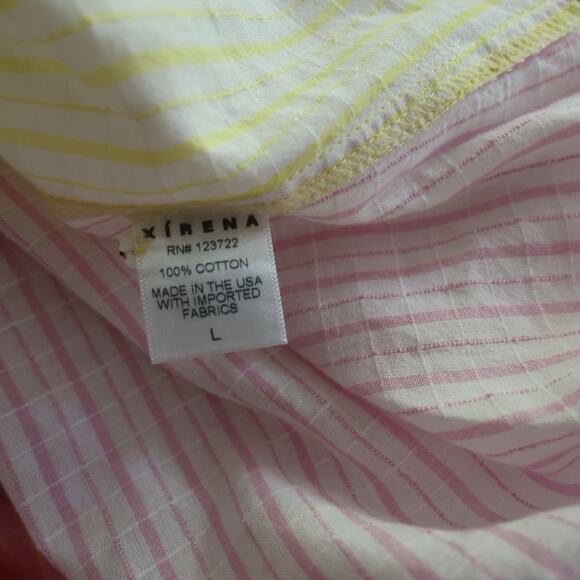 XÍRENA
RN# 123722
100% COTTON
MADE IN THE USA
WITH IMPORTED
FABRICS
L